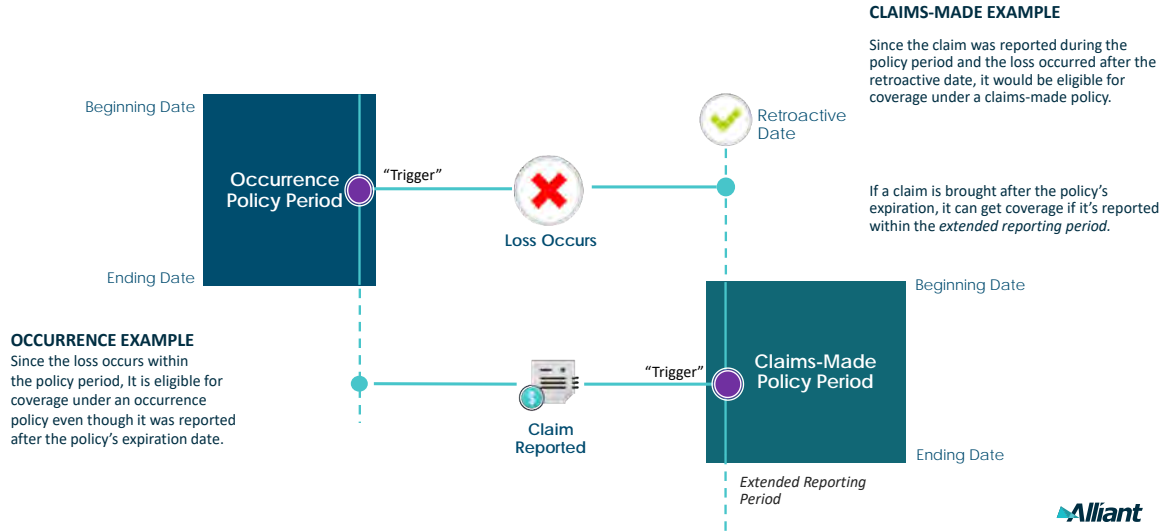 CLAIMS-MADE EXAMPLE
Since the claim was reported during the
policy period and the loss occurred after the
retroactive date, it would be eligible for
coverage under a claims-made policy.
If a claim is brought after the policy's
expiration, it can get coverage if it's reported
within the extended reporting period.
Beginning Date
Occurrence
Policy Period
Ending Date
"Trigger"
Loss Occurs
Retroactive
Date
OCCURRENCE EXAMPLE
Since the loss occurs within
the policy period, It is eligible for
coverage under an occurrence
policy even though it was reported
after the policy's expiration date.
Claim
Reported
"Trigger"
Beginning Date
Claims-Made
Policy Period
Ending Date
Extended Reporting
Period
Alliant